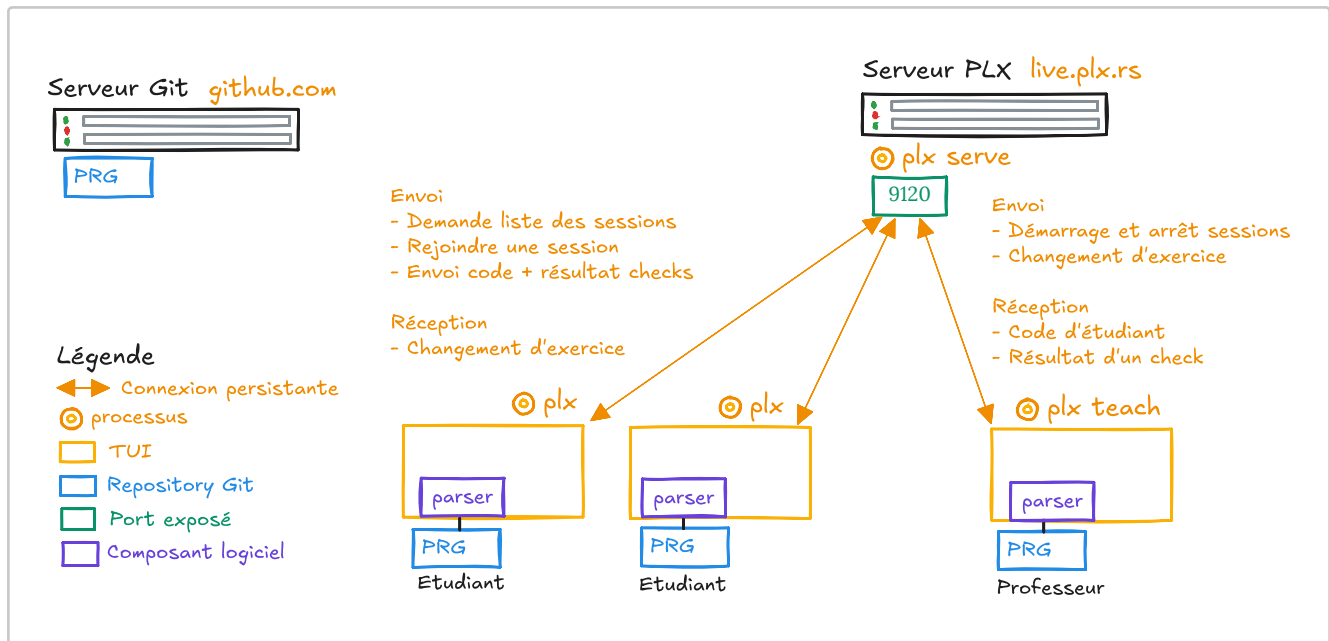 Serveur Git github.com
PRG
Serveur PLX live.plx.rs
plx serve
9120
Envoi
- Demande liste des sessions
- Rejoindre une session
- Envoi code + résultat checks
Réception
- Changement d'exercice
Envoi
- Démarrage et arrêt sessions
- Changement d'exercice
Réception
- Code d'étudiant
- Résultat d'un check
Légende
Connexion persistante
processus
TUI
Repository Git
Port exposé
Composant logiciel
plx
parser
PRG
Etudiant
plx
parser
PRG
Etudiant
plx teach
parser
PRG
Professeur